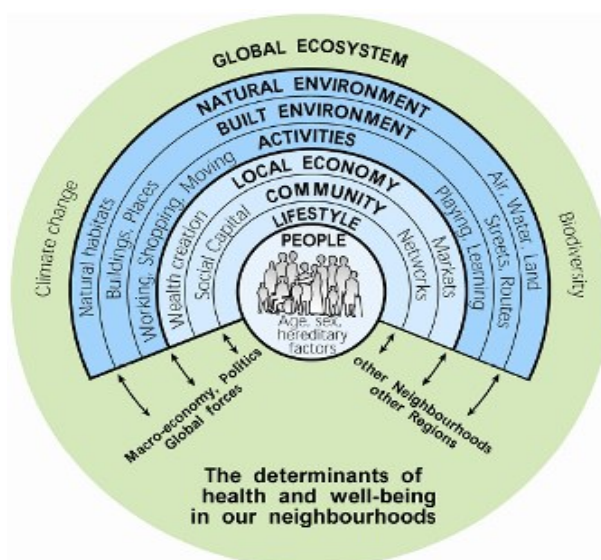 GLOBAL ECOSYSTEM
NATURAL ENVIRONMENT
BUILT ENVIRONMENT
ACTIVITIES
LOCAL ECONOMY
COMMUNITY
LIFESTYLE
PEOPLE
Age, sex,
hereditary
factors
Climate change
Natural habitats
Buildings, Places
Working, Shopping, Moving
Wealth creation
Social Capital
Networks
Markets
Playing, Learning
Streets, Routes
Air, Water, Land
Biodiversity
Macro-economy, Politics
Global forces
other Neighbourhoods
other Regions
The determinants of
health and well-being
in our neighbourhoods